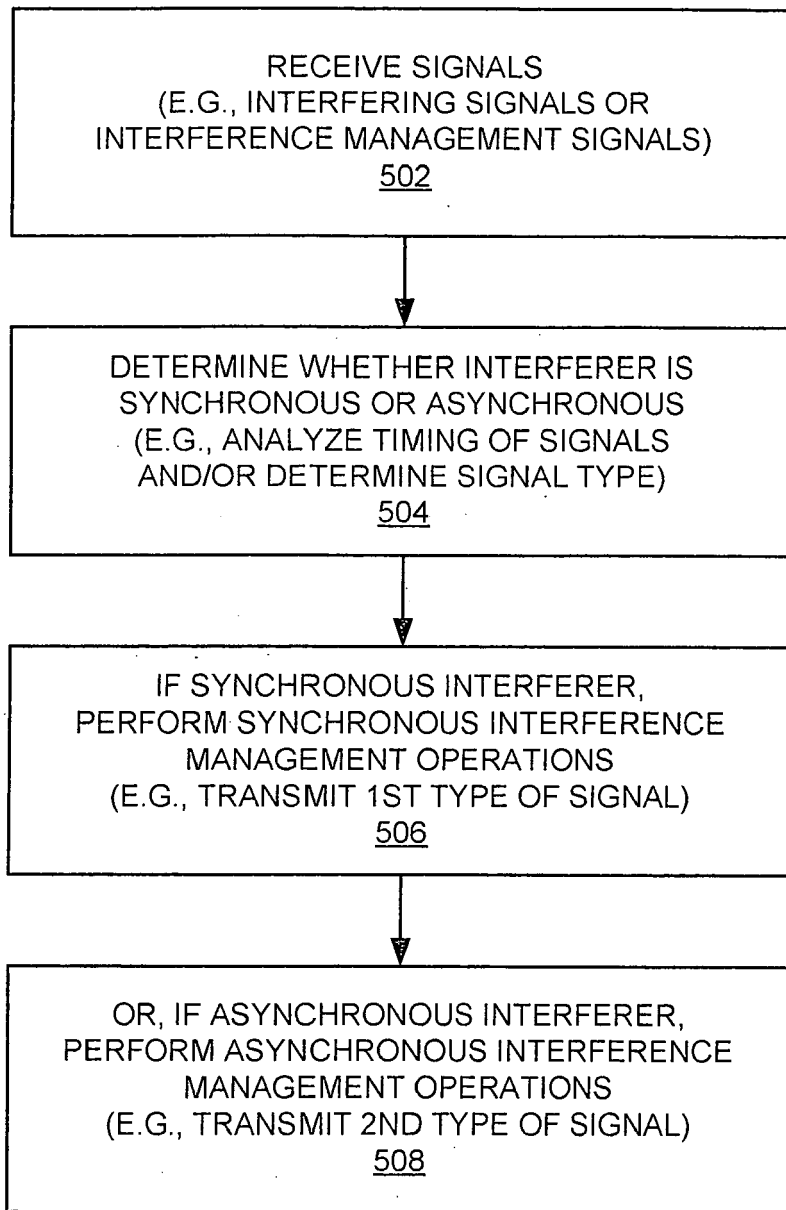 RECEIVE SIGNALS
(E.G., INTERFERING SIGNALS OR
INTERFERENCE MANAGEMENT SIGNALS)
502
DETERMINE WHETHER INTERFERER IS
SYNCHRONOUS OR ASYNCHRONOUS
(E.G., ANALYZE TIMING OF SIGNALS
AND/OR DETERMINE SIGNAL TYPE)
504
IF SYNCHRONOUS INTERFERER,
PERFORM SYNCHRONOUS INTERFERENCE
MANAGEMENT OPERATIONS
(E.G., TRANSMIT 1ST TYPE OF SIGNAL)
506
OR, IF ASYNCHRONOUS INTERFERER,
PERFORM ASYNCHRONOUS INTERFERENCE
MANAGEMENT OPERATIONS
(E.G., TRANSMIT 2ND TYPE OF SIGNAL)
508